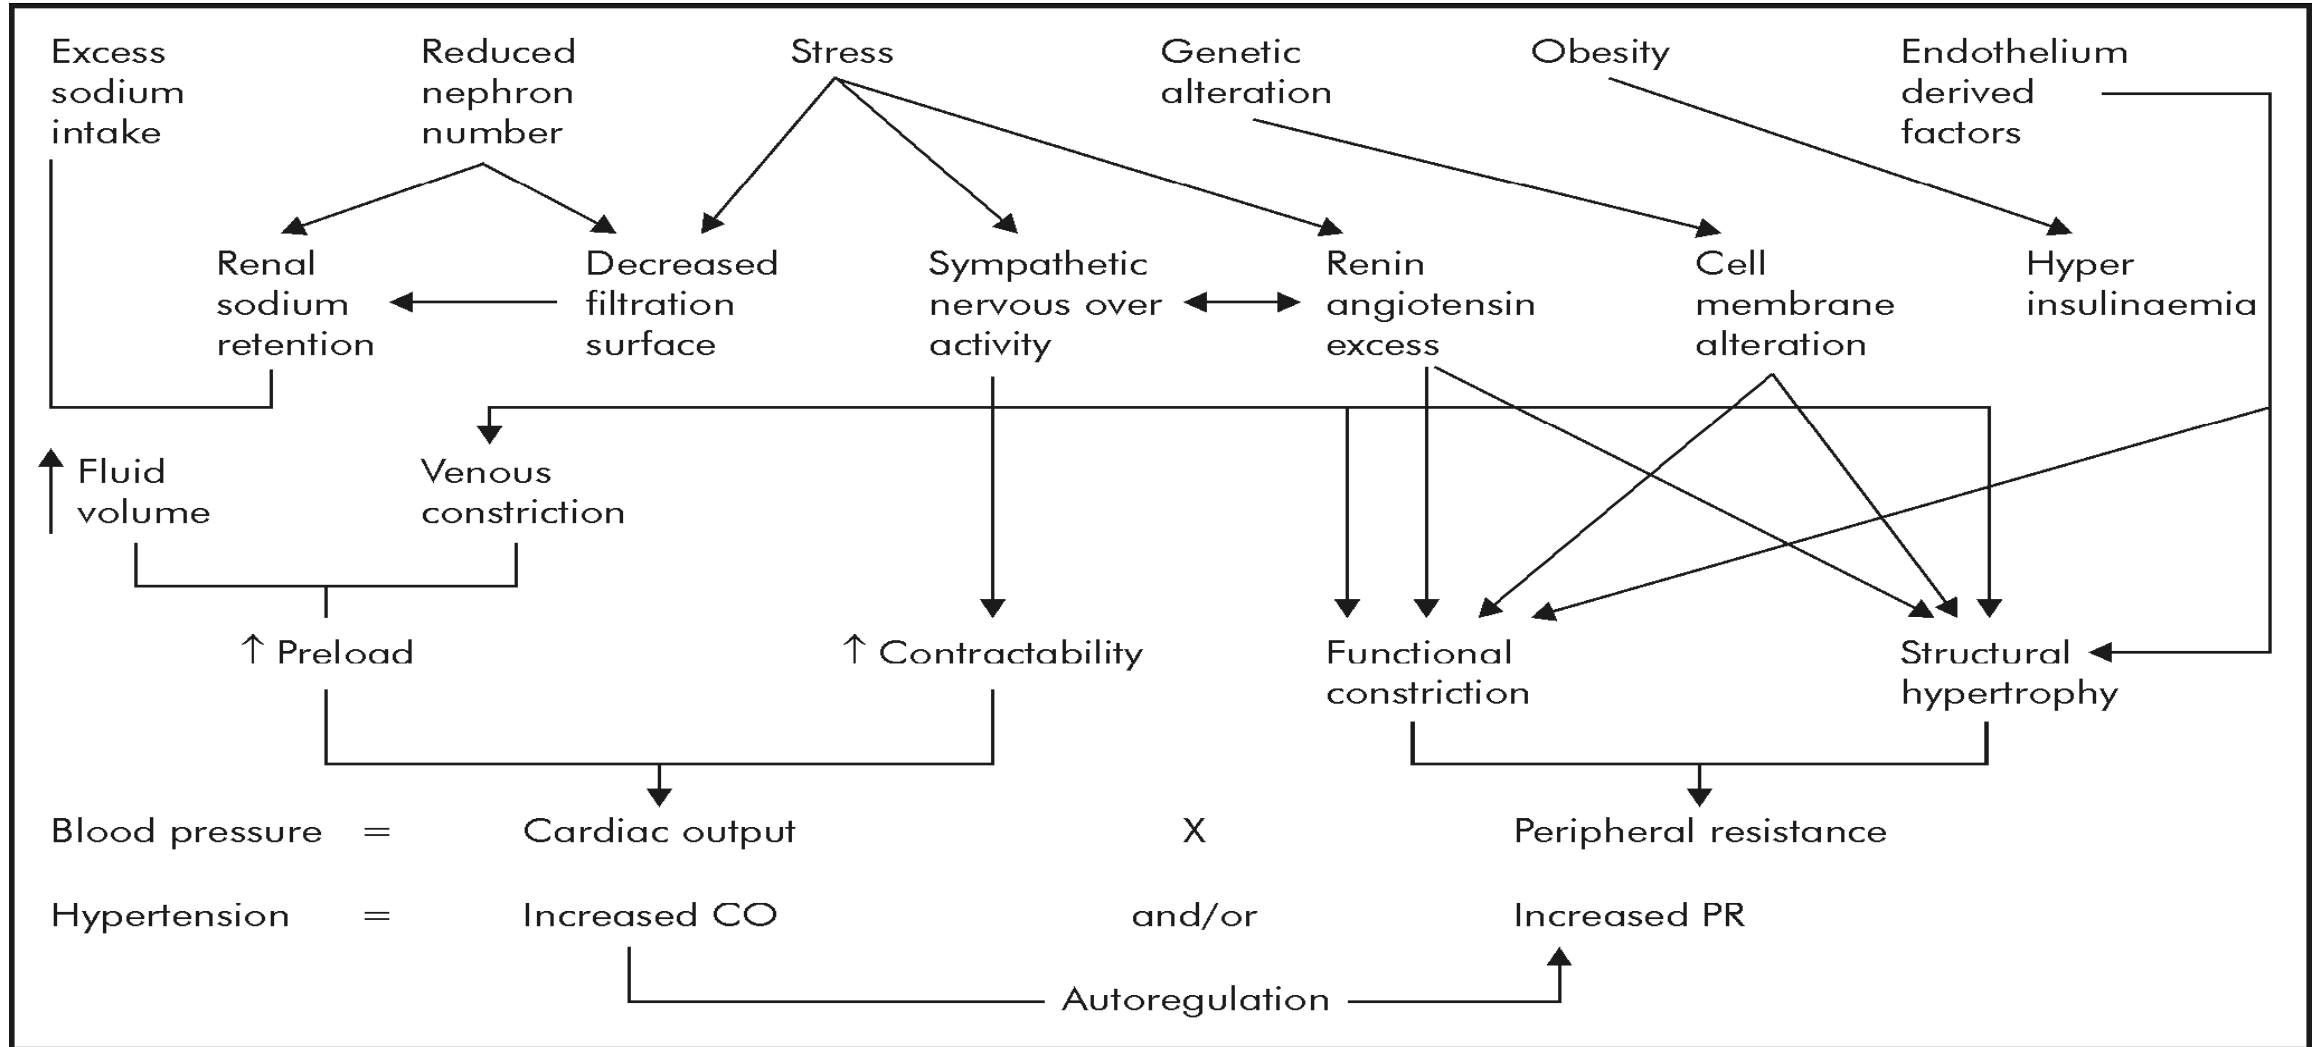 Excess
sodium
intake
Reduced
nephron
number
Stress
Genetic
alteration
Obesity
Endothelium
derived
factors
Renal
sodium
retention
Decreased
filtration
surface
Sympathetic
nervous over
activity
Renin
angiotensin
excess
Cell
membrane
alteration
Hyper
insulinaemia
Fluid
volume
Venous
constriction
↑ Preload
↑ Contractability
Functional
constriction
Structural
hypertrophy
Blood pressure = Cardiac output X Peripheral resistance
Hypertension = Increased CO and/or Increased PR
Autoregulation